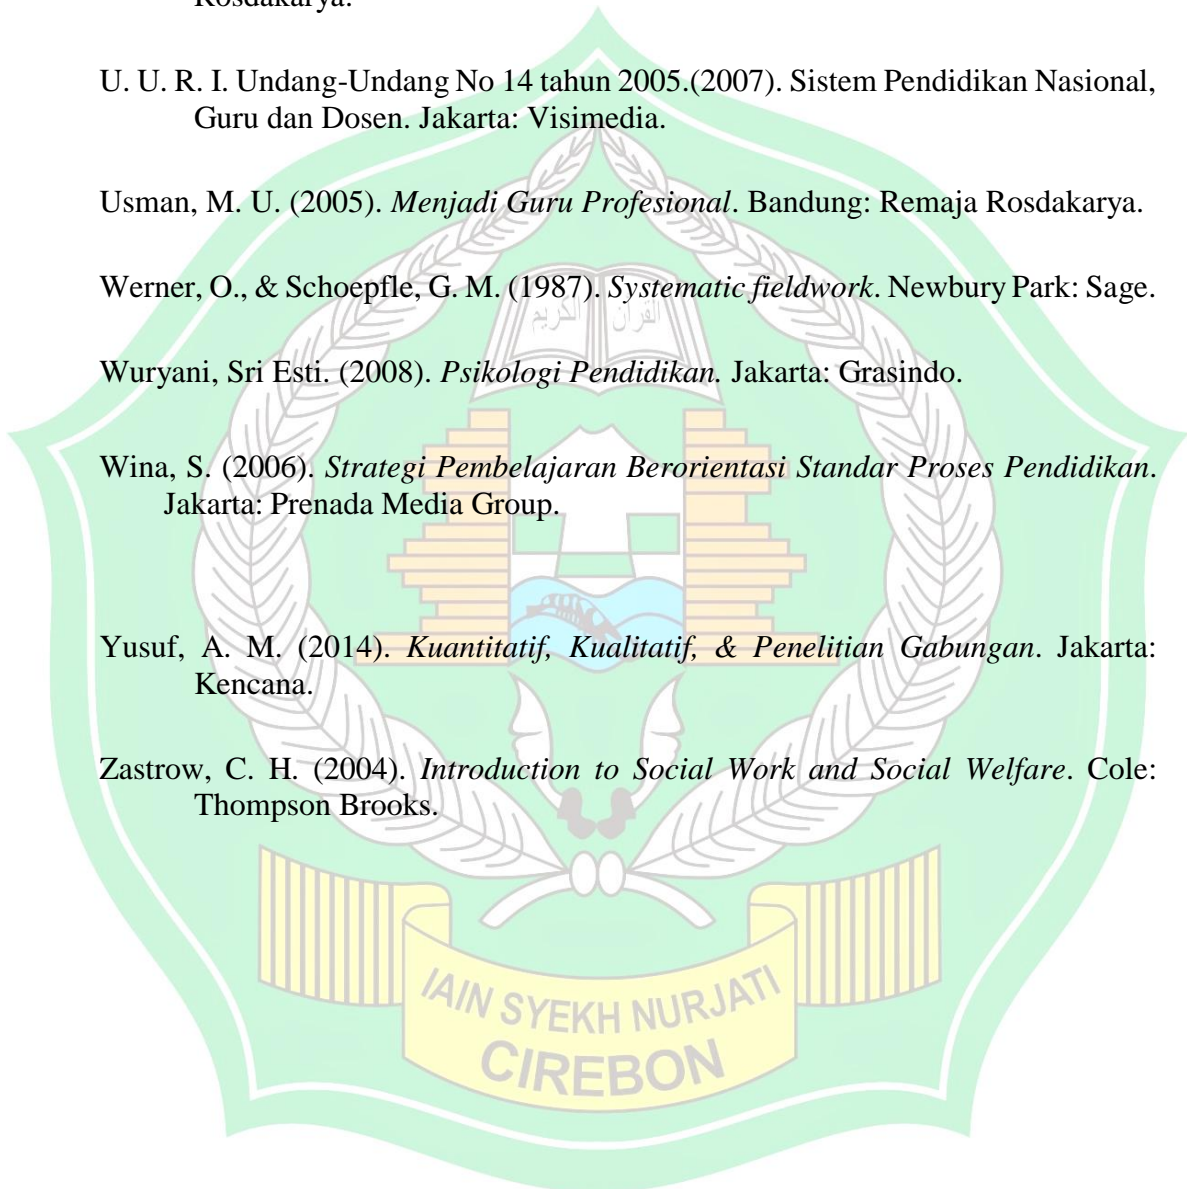 Rosdakarya.
U. U. R. I. Undang-Undang No 14 tahun 2005.(2007). Sistem Pendidikan Nasional,
Guru dan Dosen. Jakarta: Visimedia.
Usman, M. U. (2005). Menjadi Guru Profesional. Bandung: Remaja Rosdakarya.
Werner, O., & Schoepfle, G. M. (1987). Systematic fieldwork. Newbury Park: Sage.
القرآن الكريم
Wuryani, Sri Esti. (2008). Psikologi Pendidikan. Jakarta: Grasindo.
Wina, S. (2006). Strategi Pembelajaran Berorientasi Standar Proses Pendidikan.
Jakarta: Prenada Media Group.
Yusuf, A. M. (2014). Kuantitatif, Kualitatif, & Penelitian Gabungan. Jakarta:
Kencana.
Zastrow, C. H. (2004). Introduction to Social Work and Social Welfare. Cole:
Thompson Brooks.
IAIN SYEKH NURJATI
CIREBON